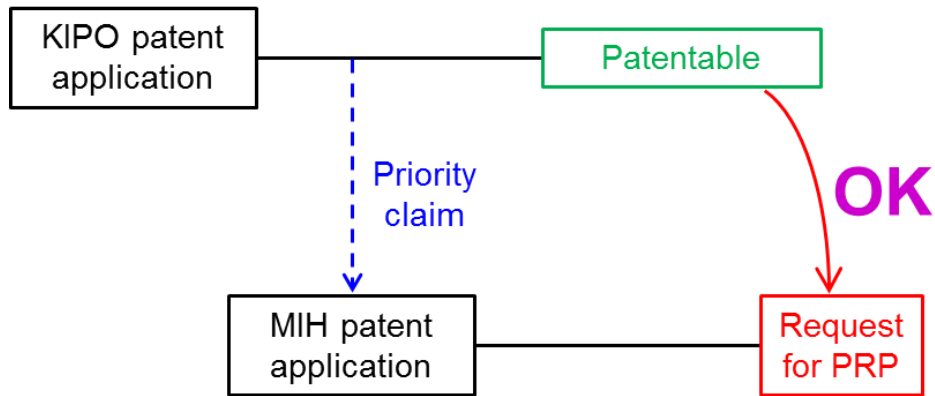 KIPO patent
application
Patentable
Priority
claim
OK
MIH patent
application
Request
for PRP